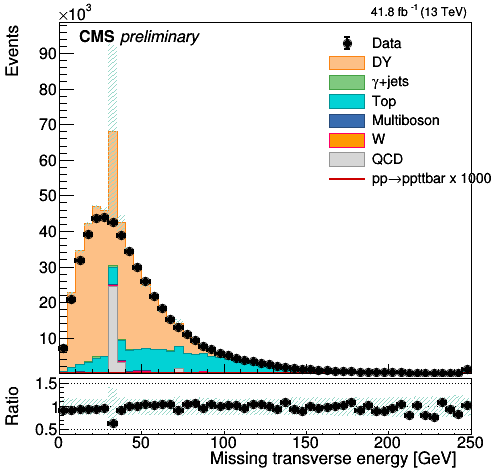 ×10³
41.8 fb⁻¹ (13 TeV)
CMS preliminary
Events
90
80
70
60
50
40
30
20
10
Data
DY
γ+jets
Top
Multiboson
W
QCD
pp→ppttbar x 1000
Ratio
1.5
1
0.5
0 50 100 150 200 250
Missing transverse energy [GeV]